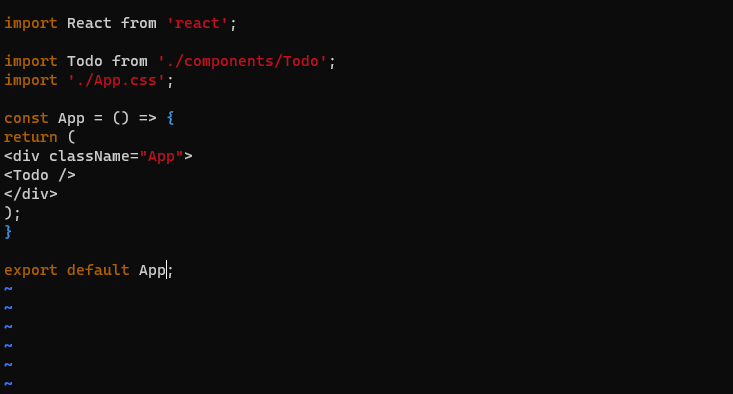 import React from 'react';
import Todo from './components/Todo';
import './App.css';
const App = () => {
return (
<div className="App">
<Todo />
</div>
);
}
export default App;
~
~
~
~
~
~